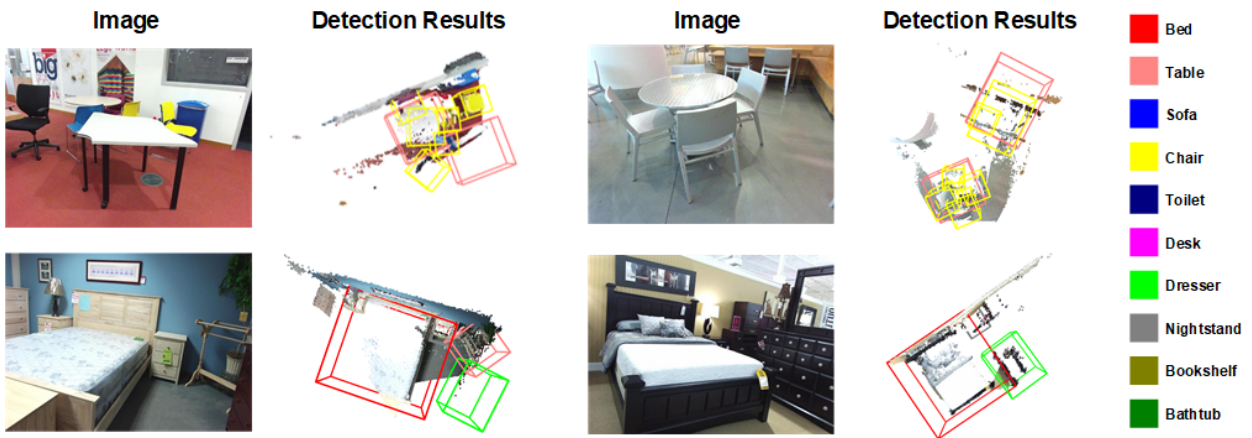 Image
Detection Results
Image
Detection Results
big
Bed
Table
Sofa
Chair
Toilet
Desk
Dresser
Nightstand
Bookshelf
Bathtub